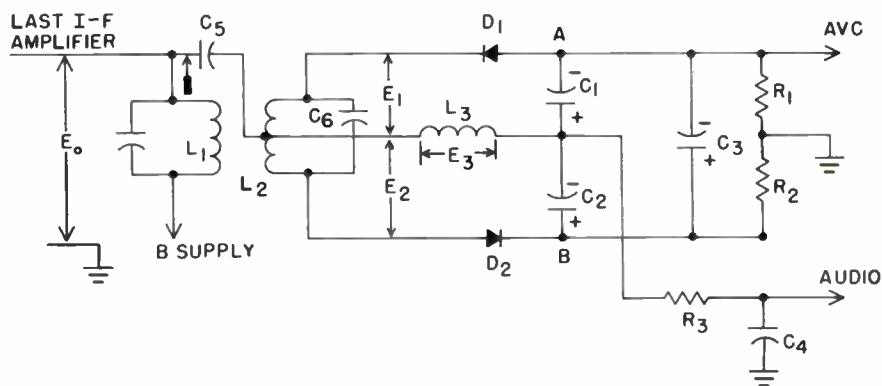 LAST I-F
AMPLIFIER
C5
D1
A
AVC
E1
L3
C1
R1
C6
E0
L1
C3
E3
L2
E2
C2
R2
B SUPPLY
D2
B
AUDIO
R3
C4
- + - + - +